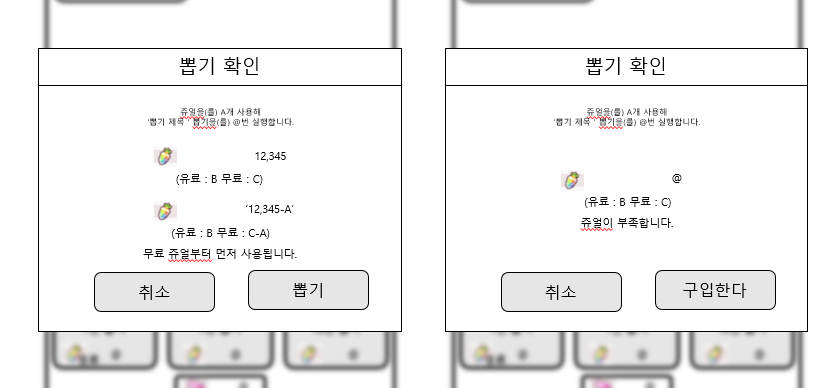 뽑기 확인
쥬얼을(를) A개 사용해
'뽑기 제목 ' 뽑기을(를) @번 실행합니다.
12,345
(유료 : B 무료 : C)
'12,345-A'
(유료 : B 무료 : C-A)
무료 쥬얼부터 먼저 사용됩니다.
취소
뽑기
뽑기 확인
쥬얼을(를) A개 사용해
'뽑기 제목 ' 뽑기을(를) @번 실행합니다.
@
(유료 : B 무료 : C)
쥬얼이 부족합니다.
취소
구입한다